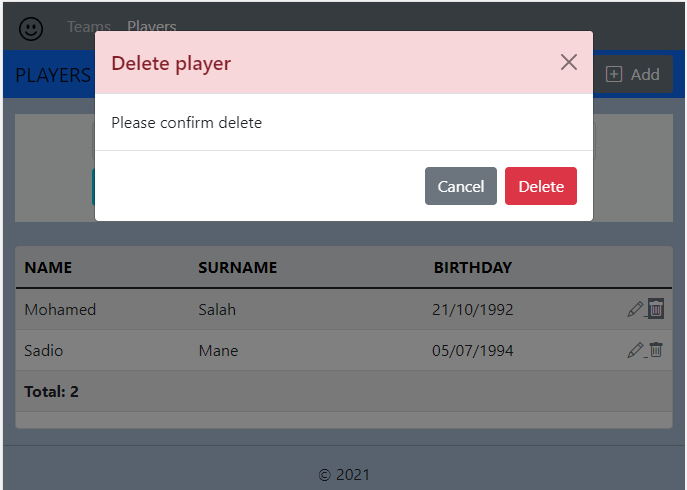 Teams Players
Delete player
PLAYERS
Add
Please confirm delete
Cancel Delete
NAME SURNAME BIRTHDAY
Mohamed Salah 21/10/1992
Sadio Mane 05/07/1994
Total: 2
© 2021